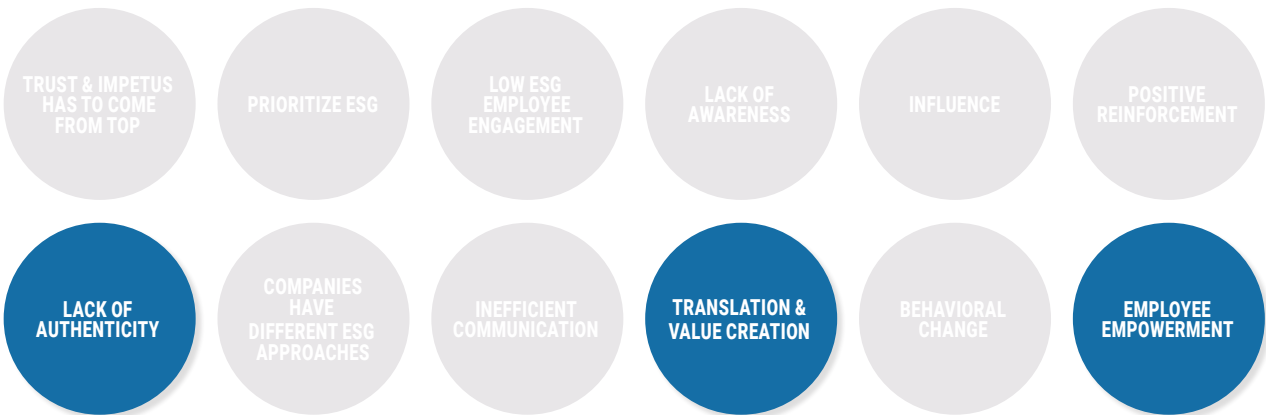 TRUST & IMPETUS
HAS TO COME
FROM TOP
PRIORITIZE ESG
LOW ESG
EMPLOYEE
ENGAGEMENT
LACK OF
AWARENESS
INFLUENCE
POSITIVE
REINFORCEMENT
LACK OF
AUTHENTICITY
COMPANIES
HAVE
DIFFERENT ESG
APPROACHES
INEFFICIENT
COMMUNICATION
TRANSLATION &
VALUE CREATION
BEHAVIORAL
CHANGE
EMPLOYEE
EMPOWERMENT